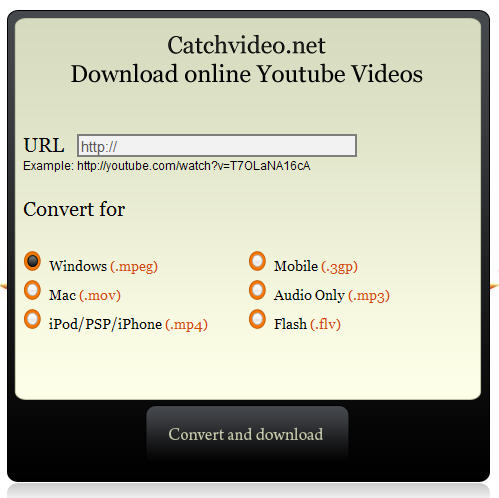 Catchvideo.net
Download online Youtube Videos
URL http://
Example: http://youtube.com/watch?v=T7OLaNA16cA
Convert for
Windows (.mpeg) Mobile (.3gp)
Mac (.mov) Audio Only (.mp3)
iPod/PSP/iPhone (.mp4) Flash (.flv)
Convert and download